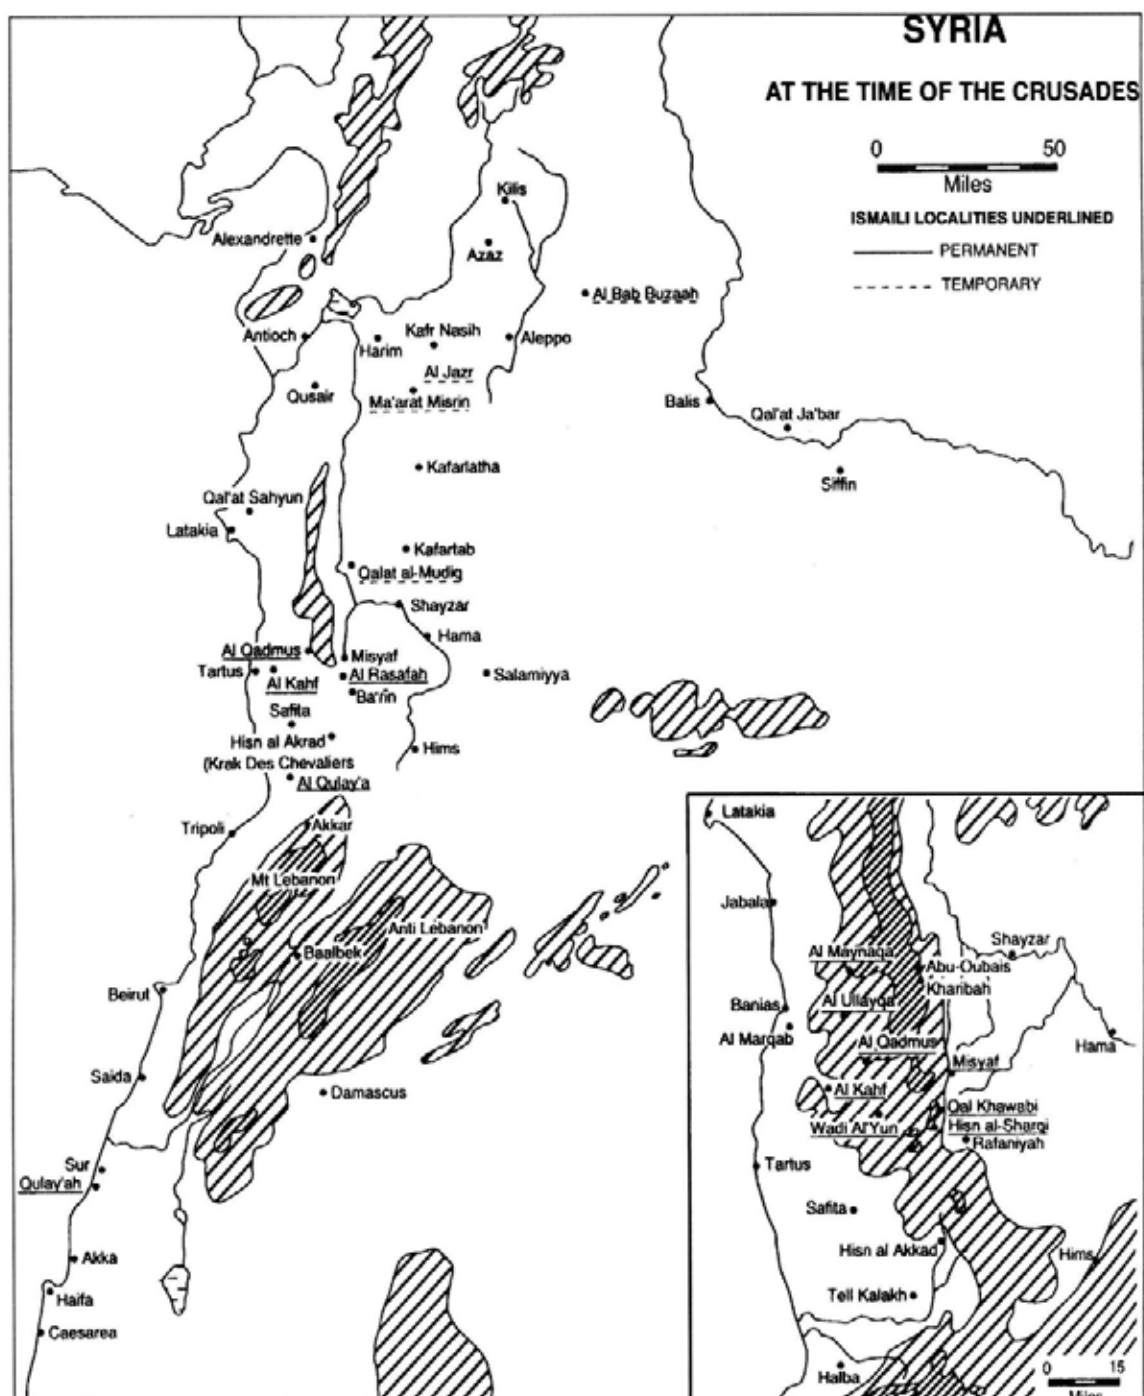 SYRIA
AT THE TIME OF THE CRUSADES
0 50
Miles
ISMAILI LOCALITIES UNDERLINED
PERMANENT
TEMPORARY
Kilis
Alexandrette
Azaz
Al Bab Buzaah
Antioch
Harim
Kafr Nasih
Aleppo
Al Jazr
Qusair
Ma'arat Misrin
Balis
Qal'at Ja'bar
Kafarlatha
Siffin
Qal'at Sahyun
Latakia
Kafartab
Qalat al-Mudig
Shayzar
Hama
Al Qadmus
Misyaf
Tartus
Al Kahf
Al Rasafah
Salamiyya
Ba'rin
Safita
Hisn al Akrad
(Krak Des Chevaliers
Hims
Al Qulay'a
Tripoli
Akkar
Mt Lebanon
Anti Lebanon
Baalbek
Beirut
Saida
Damascus
Sur
Qulay'ah
Akka
Haifa
Caesarea
Latakia
Jabala
Al Maynaqa
Shayzar
Abu-Qubais
Kharibah
Banias
Al Ullayqa
Al Marqab
Al Qadmus
Hama
Misyaf
Al Kahf
Qal Khawabi
Wadi Al'Yun
Hisn al-Sharqi
Rafaniyah
Tartus
Safita
Hisn al Akkad
Hims
Tell Kalakh
Halba
0 15
Miles